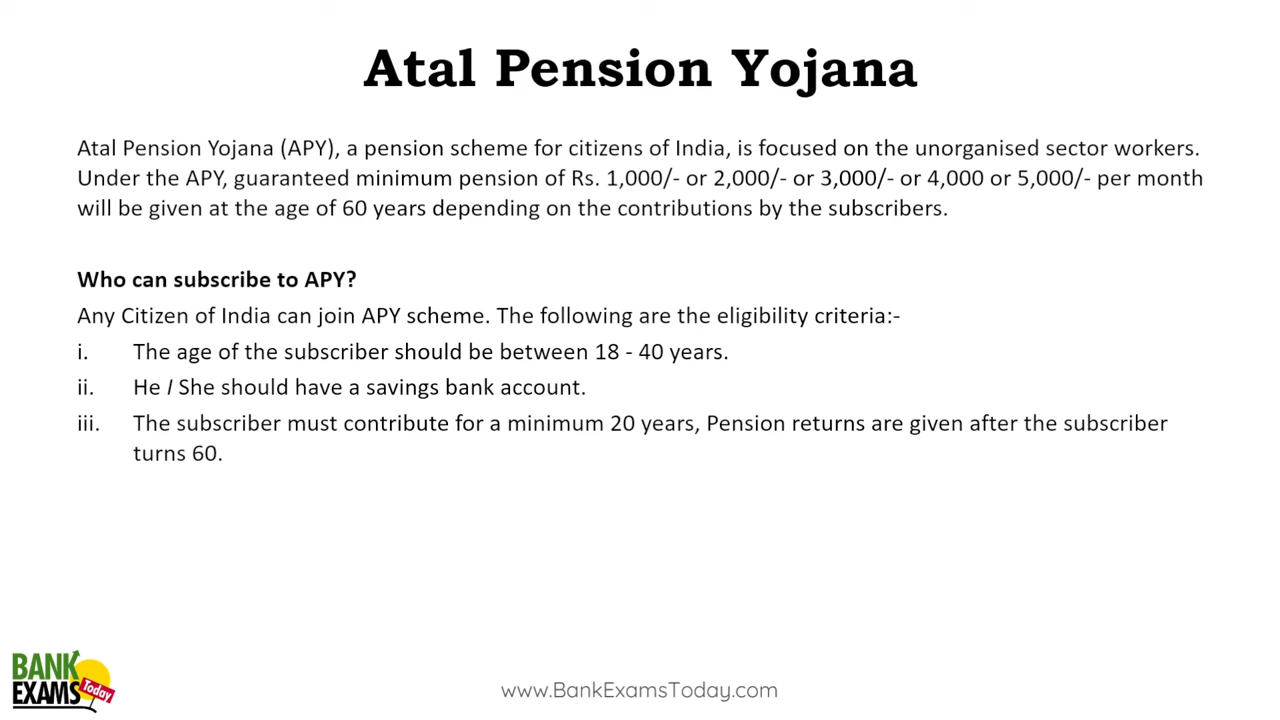 Atal Pension Yojana
Atal Pension Yojana (APY), a pension scheme for citizens of India, is focused on the unorganised sector workers.
Under the APY, guaranteed minimum pension of Rs. 1,000/- or 2,000/- or 3,000/- or 4,000 or 5,000/- per month
will be given at the age of 60 years depending on the contributions by the subscribers.
Who can subscribe to APY?
Any Citizen of India can join APY scheme. The following are the eligibility criteria:-
i. The age of the subscriber should be between 18 - 40 years.
ii. He / She should have a savings bank account.
iii. The subscriber must contribute for a minimum 20 years, Pension returns are given after the subscriber
turns 60.
BANK
EXAMS Today
www.BankExamsToday.com